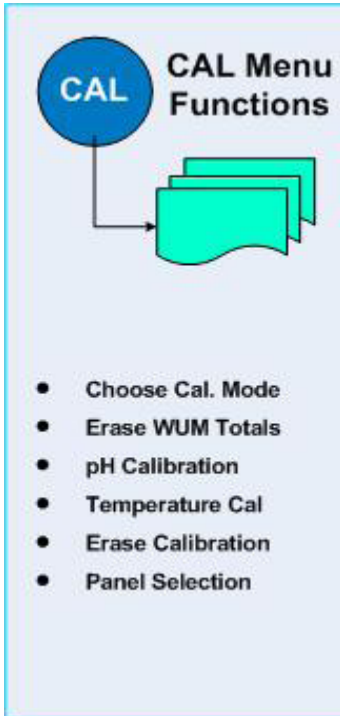 CAL
CAL Menu
Functions
Choose Cal. Mode
Erase WUM Totals
pH Calibration
Temperature Cal
Erase Calibration
Panel Selection